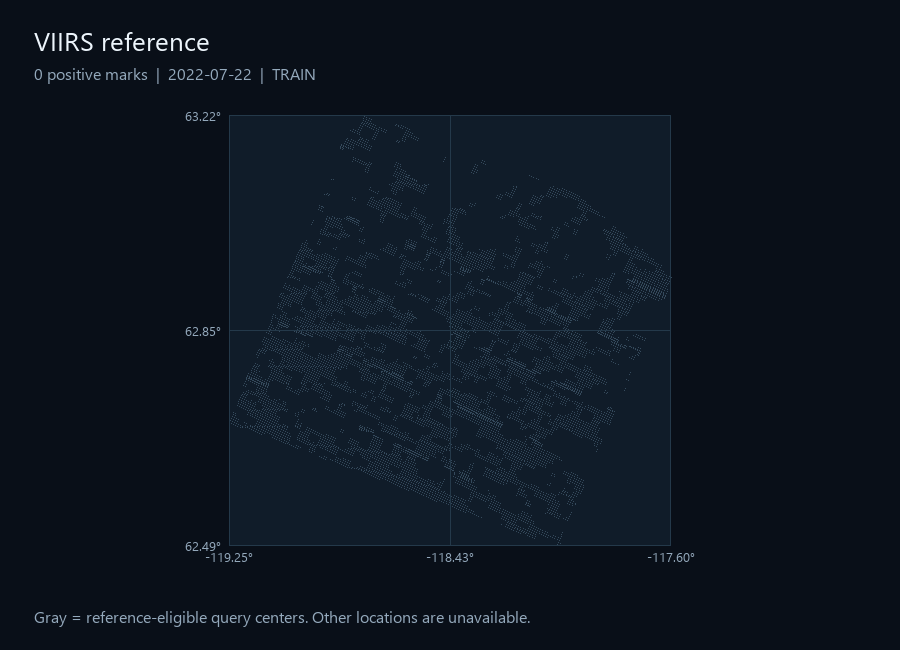 VIIRS reference
0 positive marks | 2022-07-22 | TRAIN
63.22°
62.85°
62.49°
-119.25° -118.43° -117.60°
Gray = reference-eligible query centers. Other locations are unavailable.